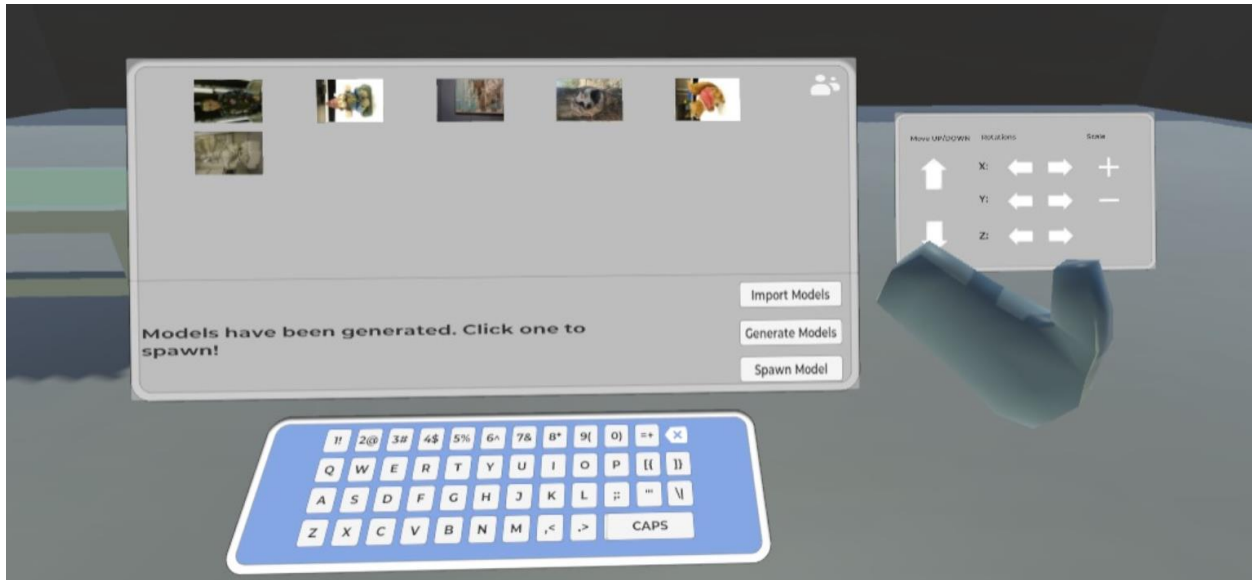 Move UP/DOWN Rotations Scale
X:
Y:
Z:
Import Models
Generate Models
Spawn Model
Models have been generated. Click one to
spawn!
1! 2@ 3# 4$ 5% 6^ 7& 8* 9( 0) =+ X
Q W E R T Y U I O P [{ ]}
A S D F G H J K L ;: '" \|
Z X C V B N M ,< .> CAPS